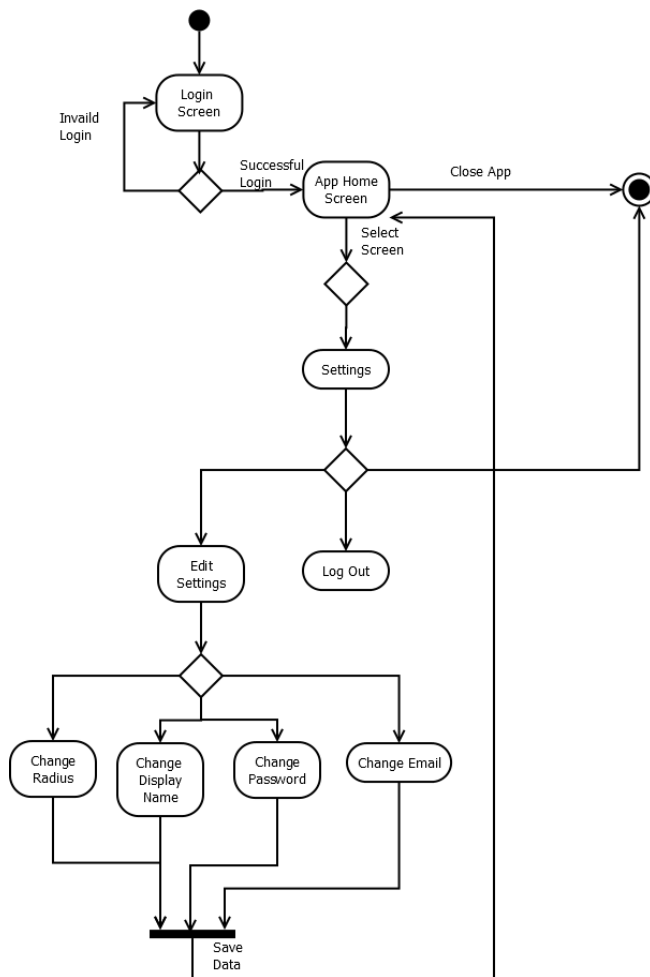 Login
Screen
Invaild
Login
Successful
Login
App Home
Screen
Close App
Select
Screen
Settings
Edit
Settings
Log Out
Change
Radius
Change
Display
Name
Change
Password
Change Email
Save
Data